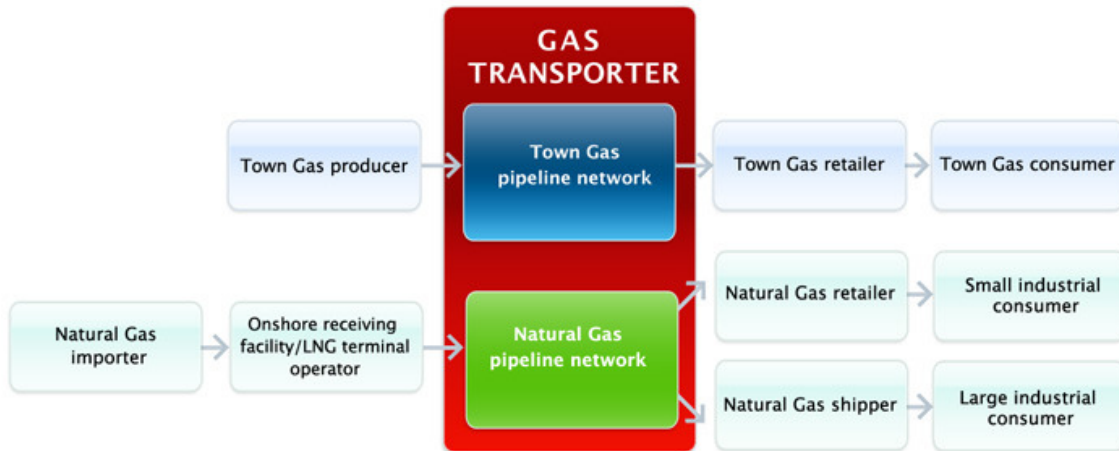 GAS
TRANSPORTER
Town Gas producer
Town Gas
pipeline network
Town Gas retailer
Town Gas consumer
Natural Gas
importer
Onshore receiving
facility/LNG terminal
operator
Natural Gas
pipeline network
Natural Gas retailer
Small industrial
consumer
Natural Gas shipper
Large industrial
consumer